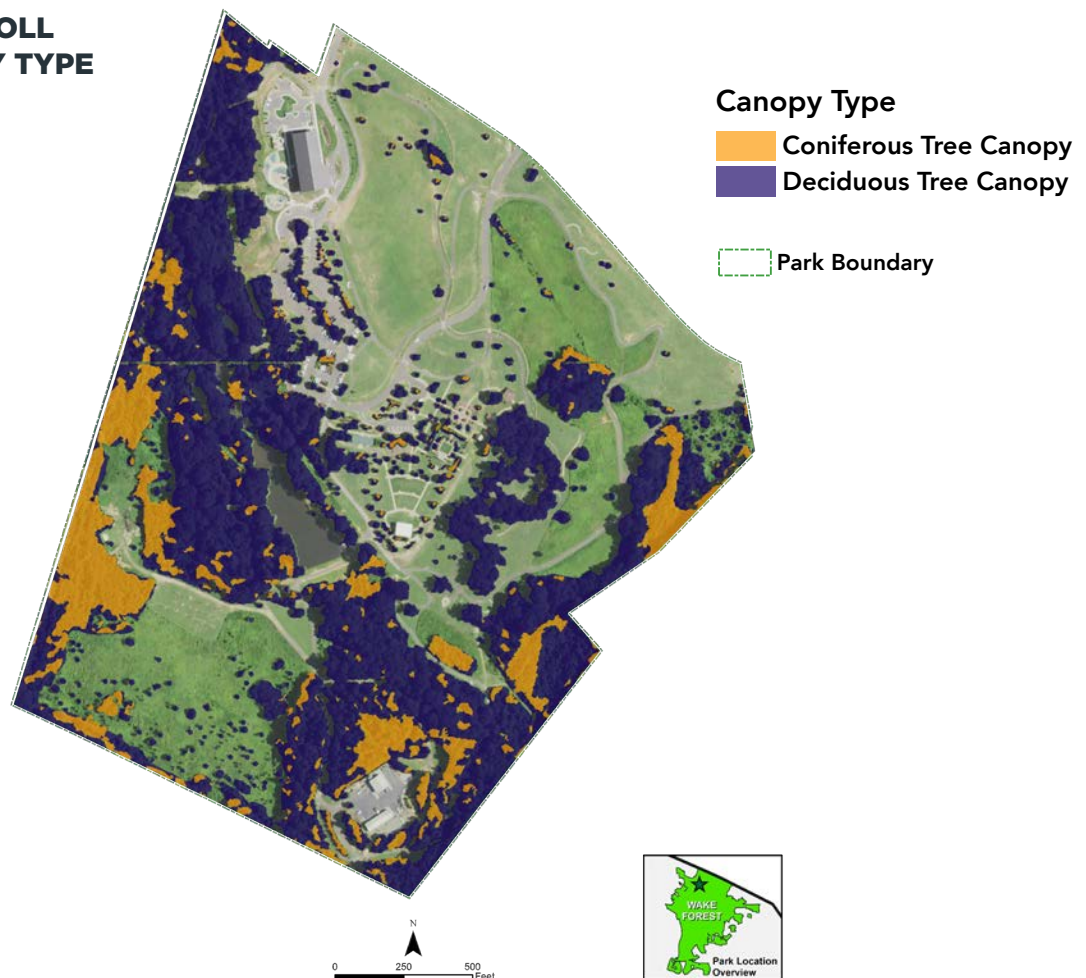 OLL
Y TYPE
Canopy Type
Coniferous Tree Canopy
Deciduous Tree Canopy
Park Boundary
N
0 250 500
Feet
WAKE
FOREST
Park Location
Overview